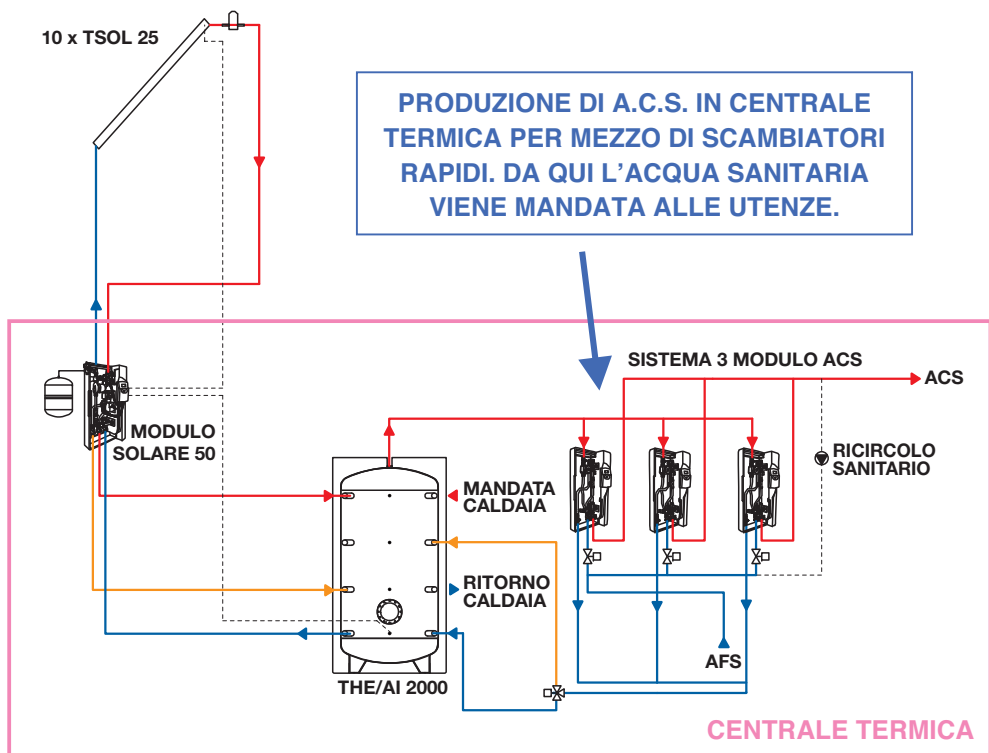 10 x TSOL 25
PRODUZIONE DI A.C.S. IN CENTRALE
TERMICA PER MEZZO DI SCAMBIATORI
RAPIDI. DA QUI L'ACQUA SANITARIA
VIENE MANDATA ALLE UTENZE.
SISTEMA 3 MODULO ACS
ACS
MODULO
SOLARE 50
RICIRCOLO
SANITARIO
MANDATA
CALDAIA
RITORNO
CALDAIA
AFS
THE/AI 2000
CENTRALE TERMICA